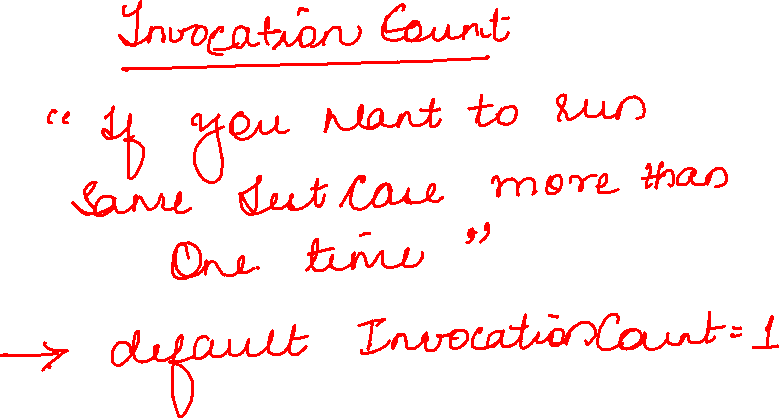 Invocation Count
“ If you want to run
same Test Case more than
One time ”
→ default InvocationCount = 1